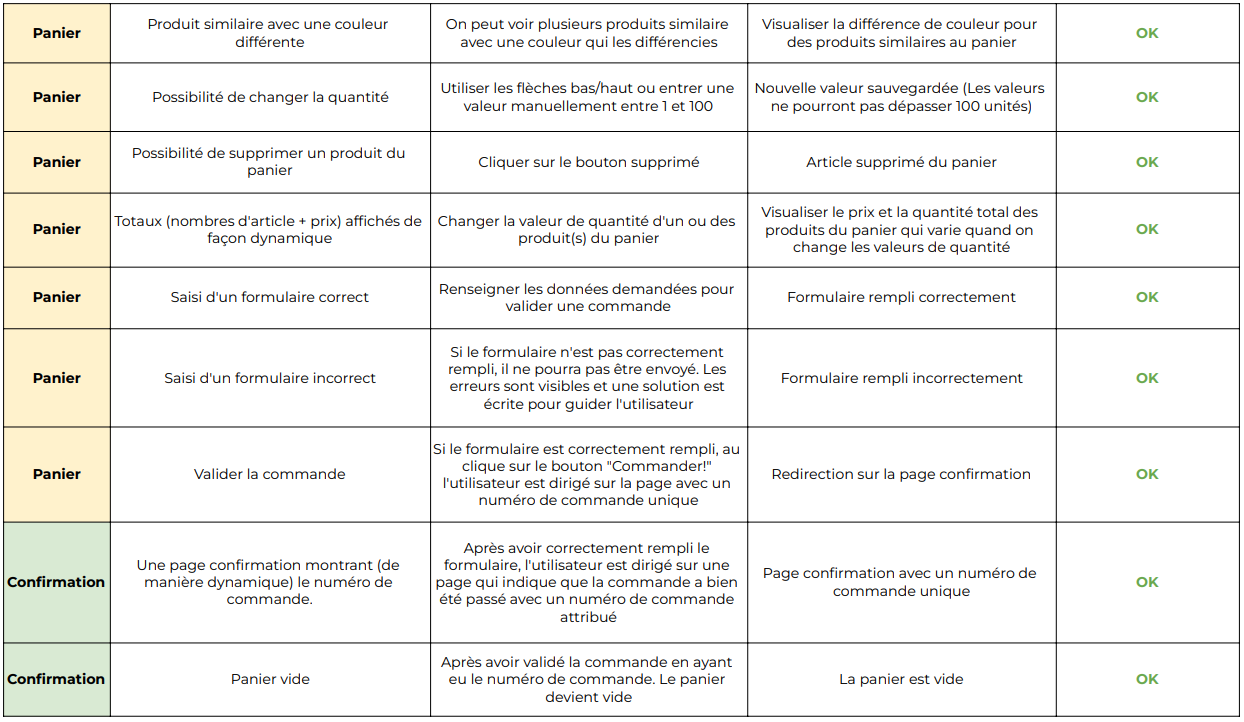 Panier
Produit similaire avec une couleur
différente
On peut voir plusieurs produits similaire
avec une couleur qui les différencies
Visualiser la différence de couleur pour
des produits similaires au panier
OK
Panier
Possibilité de changer la quantité
Utiliser les flèches bas/haut ou entrer une
valeur manuellement entre 1 et 100
Nouvelle valeur sauvegardée (Les valeurs
ne pourront pas dépasser 100 unités)
OK
Panier
Possibilité de supprimer un produit du
panier
Cliquer sur le bouton supprimé
Article supprimé du panier
OK
Panier
Totaux (nombres d'article + prix) affichés de
façon dynamique
Changer la valeur de quantité d'un ou des
produit(s) du panier
Visualiser le prix et la quantité total des
produits du panier qui varie quand on
change les valeurs de quantité
OK
Panier
Saisi d'un formulaire correct
Renseigner les données demandées pour
valider une commande
Formulaire rempli correctement
OK
Panier
Saisi d'un formulaire incorrect
Si le formulaire n'est pas correctement
rempli, il ne pourra pas être envoyé. Les
erreurs sont visibles et une solution est
écrite pour guider l'utilisateur
Formulaire rempli incorrectement
OK
Panier
Valider la commande
Si le formulaire est correctement rempli, au
clique sur le bouton "Commander!"
l'utilisateur est dirigé sur la page avec un
numéro de commande unique
Redirection sur la page confirmation
OK
Confirmation
Une page confirmation montrant (de
manière dynamique) le numéro de
commande.
Après avoir correctement rempli le
formulaire, l'utilisateur est dirigé sur une
page qui indique que la commande a bien
été passé avec un numéro de commande
attribué
Page confirmation avec un numéro de
commande unique
OK
Confirmation
Panier vide
Après avoir validé la commande en ayant
eu le numéro de commande. Le panier
devient vide
La panier est vide
OK